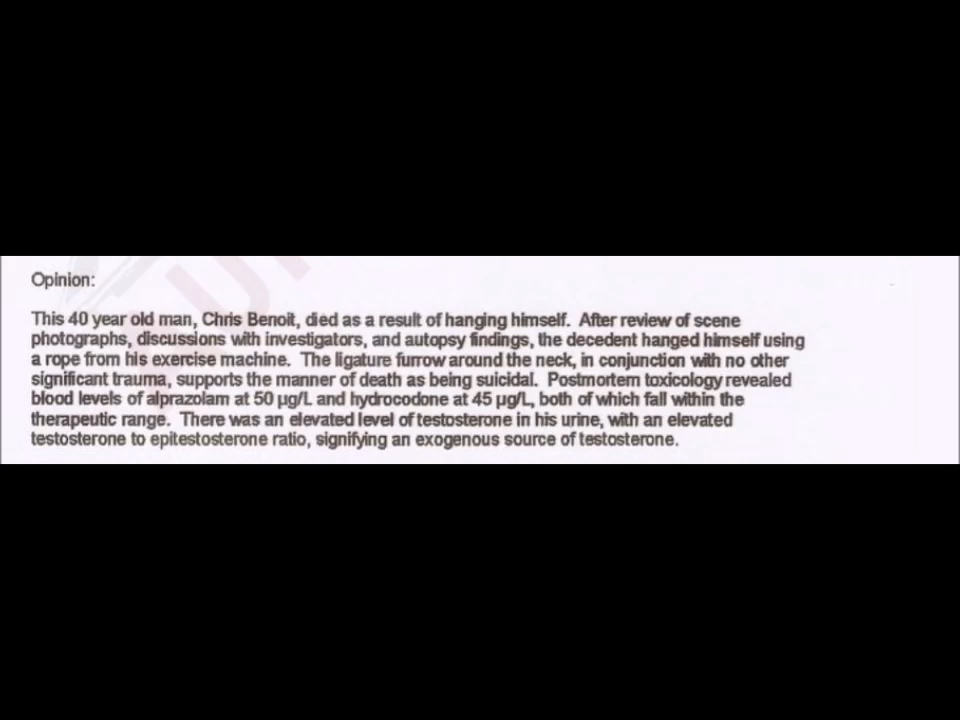 Opinion:
This 40 year old man, Chris Benoit, died as a result of hanging himself. After review of scene
photographs, discussions with investigators, and autopsy findings, the decedent hanged himself using
a rope from his exercise machine. The ligature furrow around the neck, in conjunction with no other
significant trauma, supports the manner of death as being suicidal. Postmortem toxicology revealed
blood levels of alprazolam at 50 µg/L and hydrocodone at 45 µg/L, both of which fall within the
therapeutic range. There was an elevated level of testosterone in his urine, with an elevated
testosterone to epitestosterone ratio, signifying an exogenous source of testosterone.